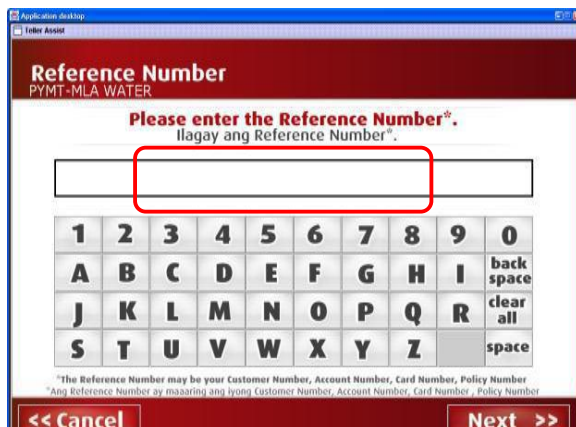 Application desktop
Teller Assist
Reference Number
PYMT-MLA WATER
Please enter the Reference Number*.
Ilagay ang Reference Number*.
1 2 3 4 5 6 7 8 9 0
A B C D E F G H I back space
J K L M N O P Q R clear all
S T U V W X Y Z space
*The Reference Number may be your Customer Number, Account Number, Card Number, Policy Number
*Ang Reference Number ay maaaring ang iyong Customer Number, Account Number, Card Number , Policy Number
<< Cancel Next >>